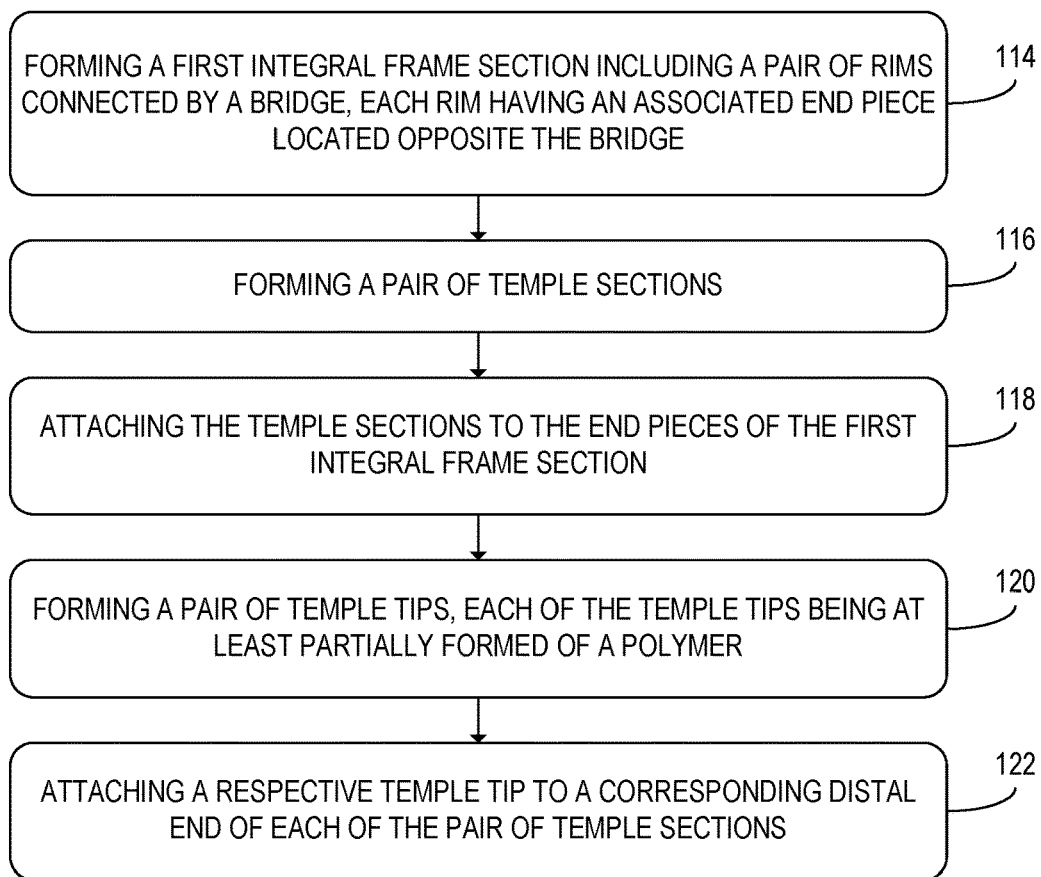 FORMING A FIRST INTEGRAL FRAME SECTION INCLUDING A PAIR OF RIMS
CONNECTED BY A BRIDGE, EACH RIM HAVING AN ASSOCIATED END PIECE
LOCATED OPPOSITE THE BRIDGE
114
FORMING A PAIR OF TEMPLE SECTIONS
116
ATTACHING THE TEMPLE SECTIONS TO THE END PIECES OF THE FIRST
INTEGRAL FRAME SECTION
118
FORMING A PAIR OF TEMPLE TIPS, EACH OF THE TEMPLE TIPS BEING AT
LEAST PARTIALLY FORMED OF A POLYMER
120
ATTACHING A RESPECTIVE TEMPLE TIP TO A CORRESPONDING DISTAL
END OF EACH OF THE PAIR OF TEMPLE SECTIONS
122